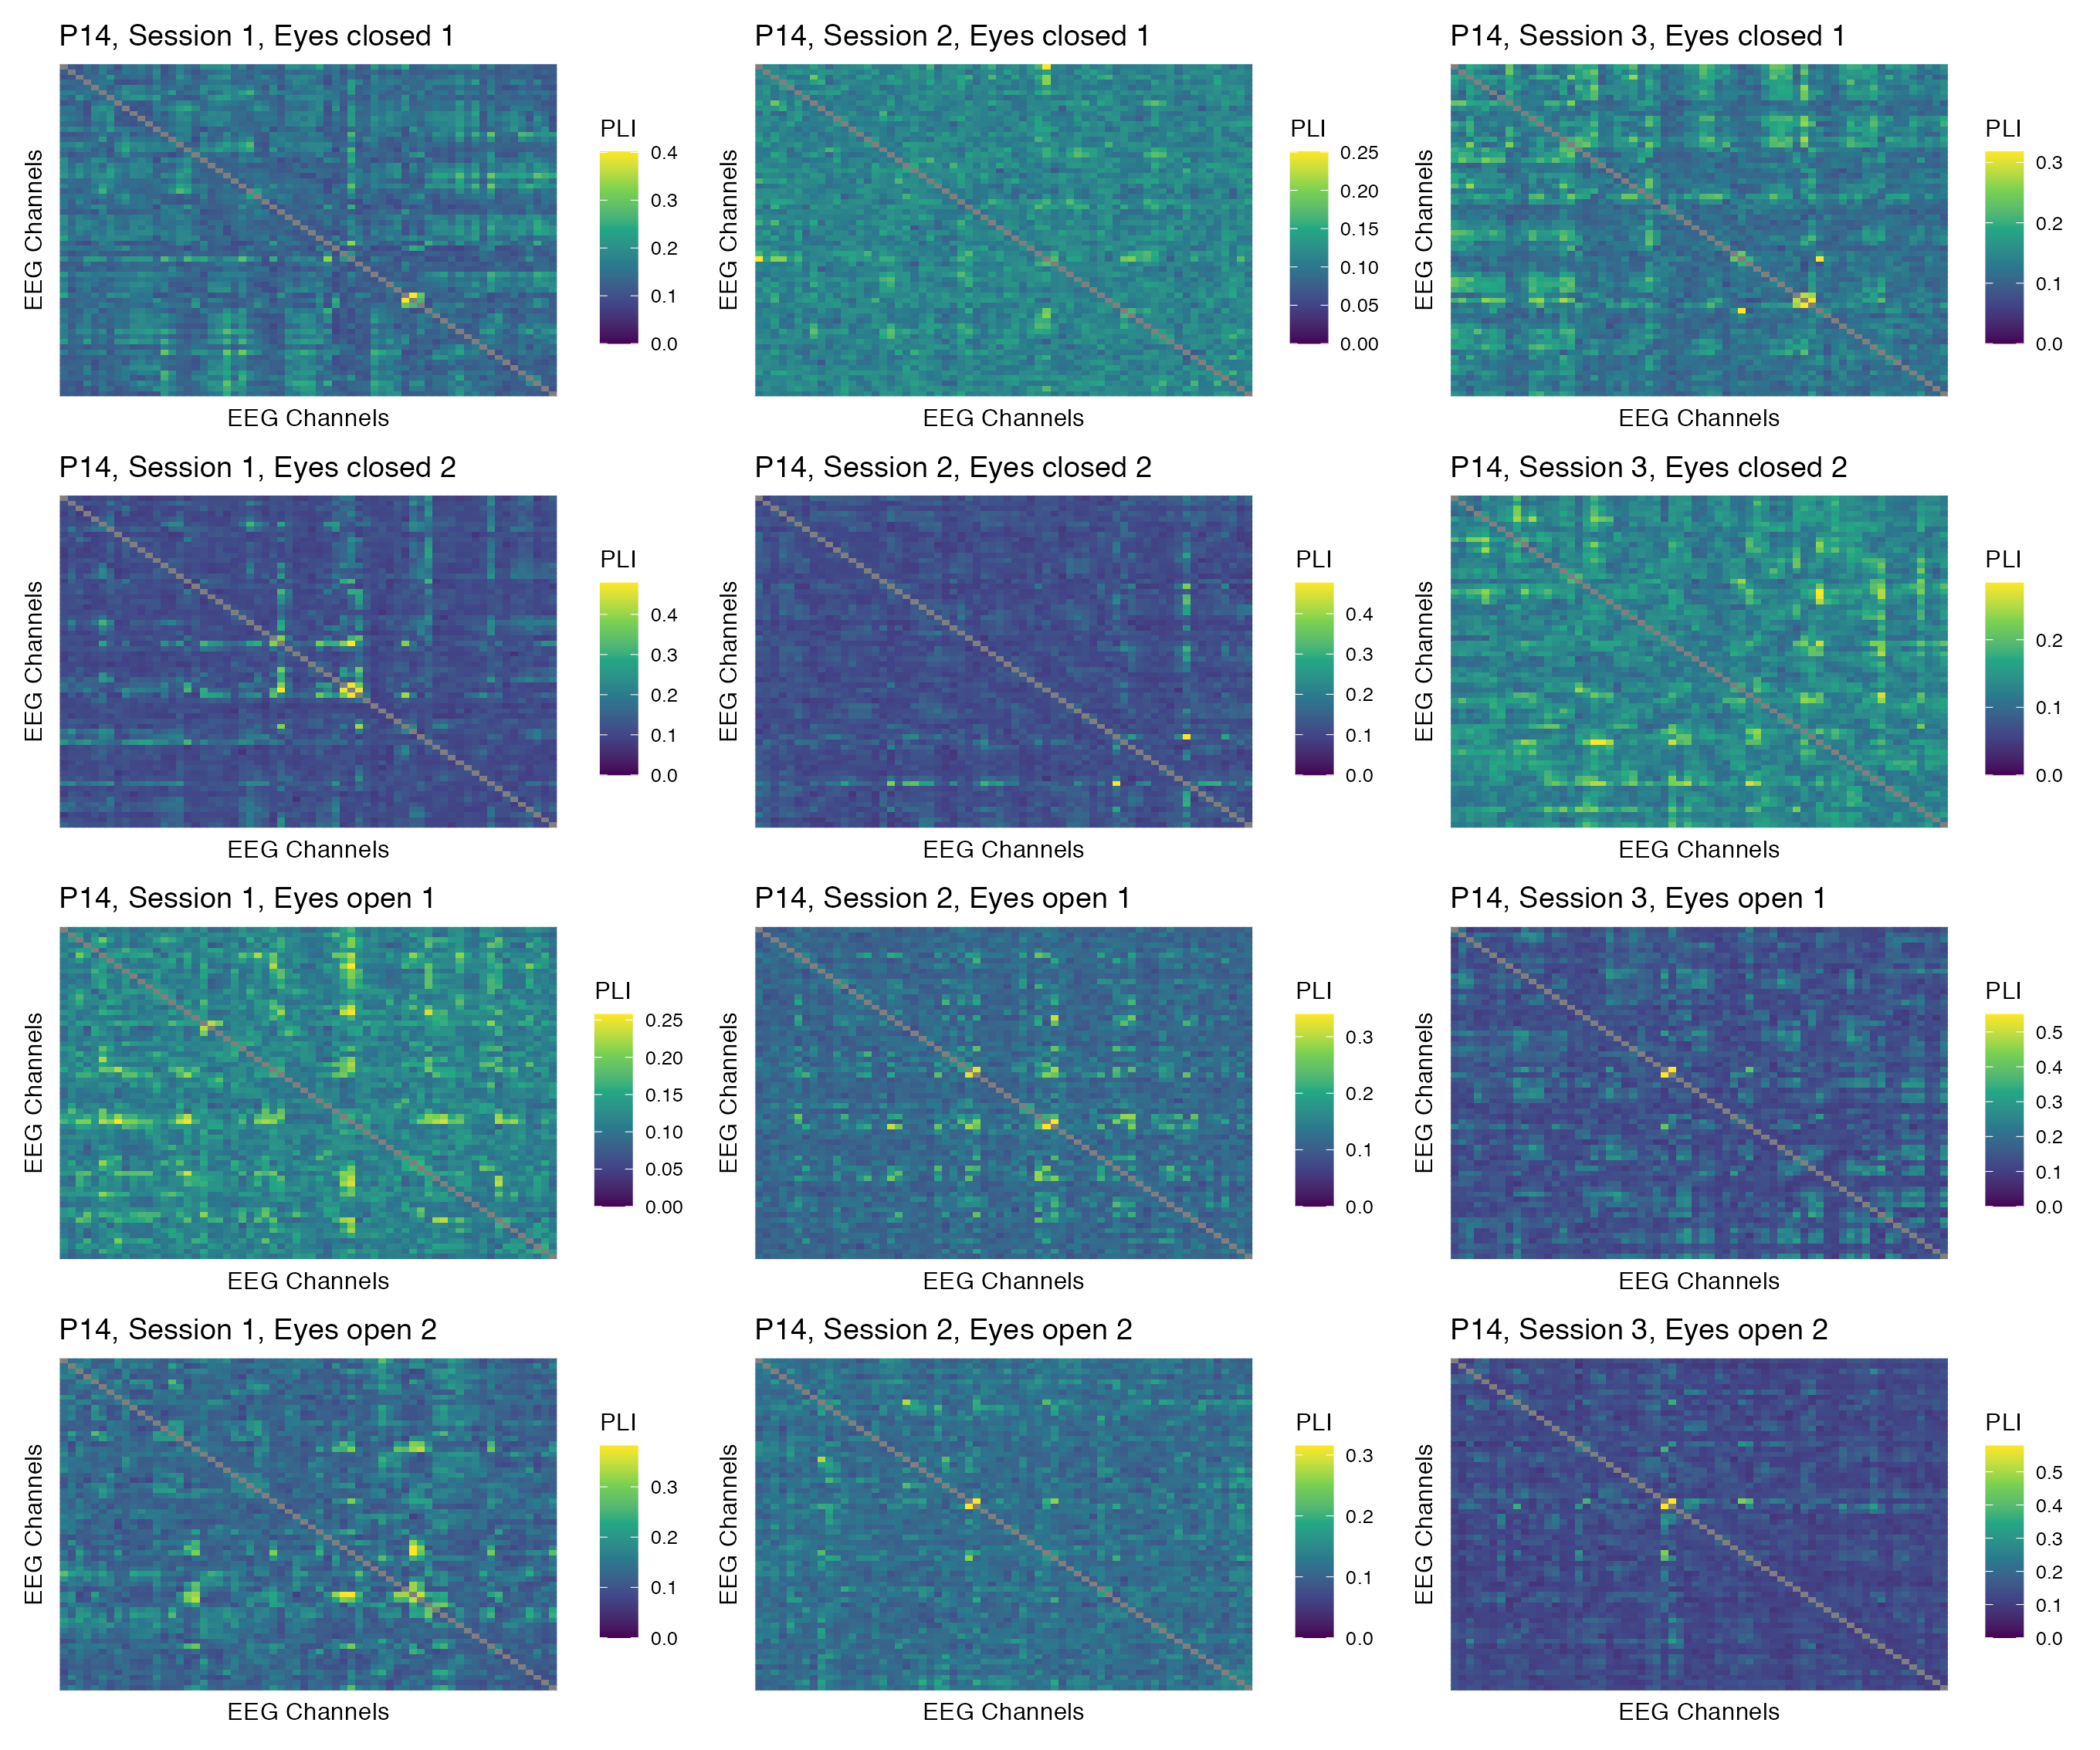 P14, Session 1, Eyes closed 1
EEG Channels
EEG Channels
PLI
0.4
0.3
0.2
0.1
0.0
P14, Session 2, Eyes closed 1
EEG Channels
EEG Channels
PLI
0.25
0.20
0.15
0.10
0.05
0.00
P14, Session 3, Eyes closed 1
EEG Channels
EEG Channels
PLI
0.3
0.2
0.1
0.0
P14, Session 1, Eyes closed 2
EEG Channels
EEG Channels
PLI
0.4
0.3
0.2
0.1
0.0
P14, Session 2, Eyes closed 2
EEG Channels
EEG Channels
PLI
0.4
0.3
0.2
0.1
0.0
P14, Session 3, Eyes closed 2
EEG Channels
EEG Channels
PLI
0.2
0.1
0.0
P14, Session 1, Eyes open 1
EEG Channels
EEG Channels
PLI
0.25
0.20
0.15
0.10
0.05
0.00
P14, Session 2, Eyes open 1
EEG Channels
EEG Channels
PLI
0.3
0.2
0.1
0.0
P14, Session 3, Eyes open 1
EEG Channels
EEG Channels
PLI
0.5
0.4
0.3
0.2
0.1
0.0
P14, Session 1, Eyes open 2
EEG Channels
EEG Channels
PLI
0.3
0.2
0.1
0.0
P14, Session 2, Eyes open 2
EEG Channels
EEG Channels
PLI
0.3
0.2
0.1
0.0
P14, Session 3, Eyes open 2
EEG Channels
EEG Channels
PLI
0.5
0.4
0.3
0.2
0.1
0.0